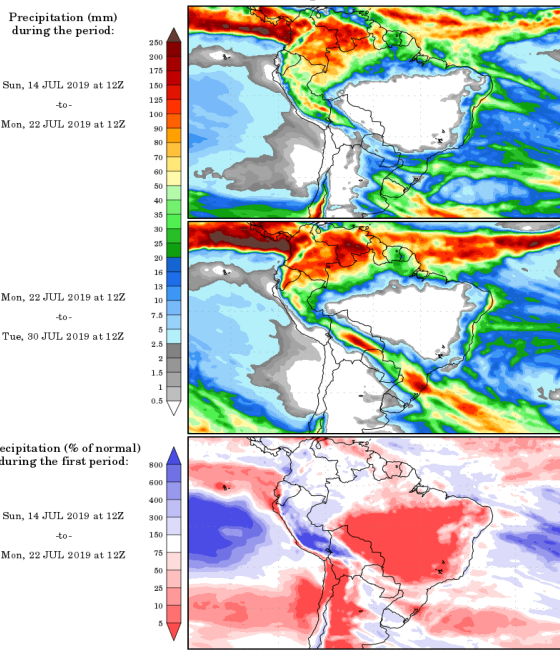 Precipitation (mm)
during the period:
Sun, 14 JUL 2019 at 12Z
-to-
Mon, 22 JUL 2019 at 12Z
250
200
175
150
125
100
90
80
70
60
50
40
35
30
25
20
16
13
10
7.5
5
2.5
2
1.5
1
0.5
Mon, 22 JUL 2019 at 12Z
-to-
Tue, 30 JUL 2019 at 12Z
ecipitation (% of normal)
during the first period:
800
600
400
300
150
75
50
25
10
5
Sun, 14 JUL 2019 at 12Z
-to-
Mon, 22 JUL 2019 at 12Z